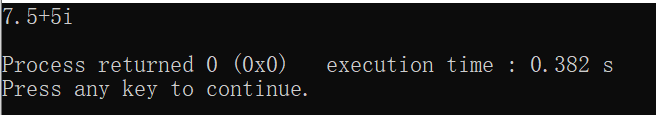 7.5+5i
Process returned 0 (0x0)   execution time : 0.382 s
Press any key to continue.